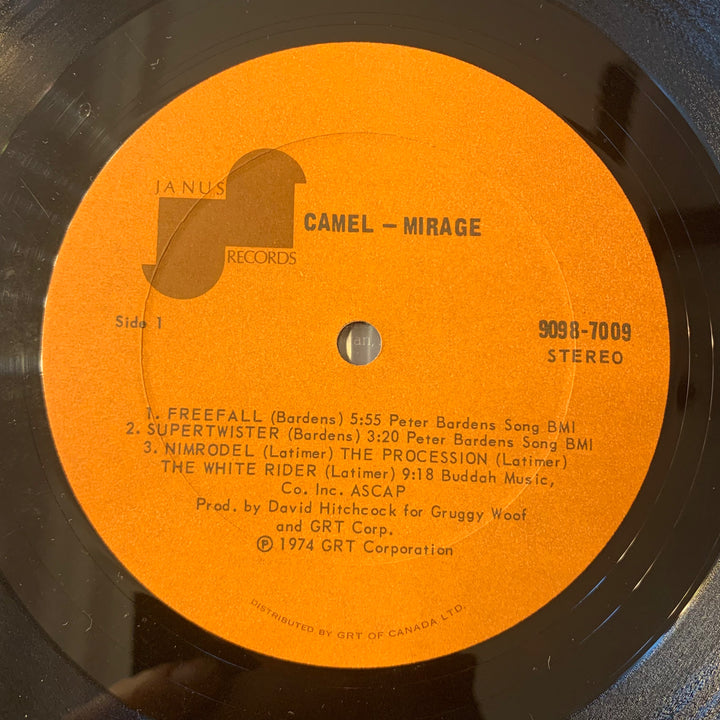 JANUS
RECORDS
CAMEL – MIRAGE
Side 1
an,
9098-7009
STEREO
1. FREEFALL (Bardens) 5:55 Peter Bardens Song BMI
2. SUPERTWISTER (Bardens) 3:20 Peter Bardens Song BMI
3. NIMRODEL (Latimer) THE PROCESSION (Latimer)
THE WHITE RIDER (Latimer) 9:18 Buddah Music,
Co. Inc. ASCAP
Prod. by David Hitchcock for Gruggy Woof
and GRT Corp.
℗ 1974 GRT Corporation
DISTRIBUTED BY GRT OF CANADA LTD.